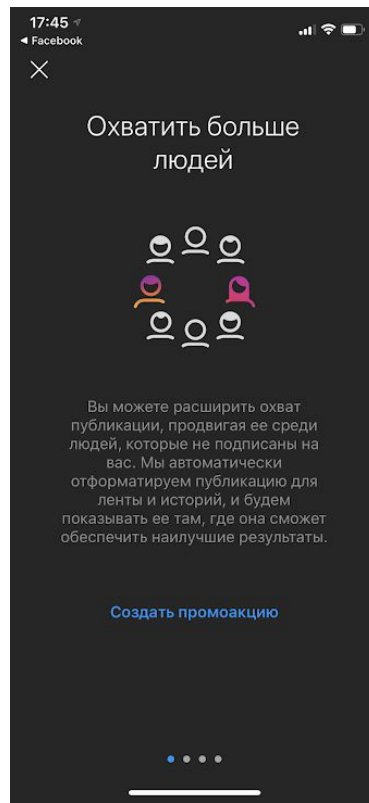 17:45
◀ Facebook
Охватить больше
людей
Вы можете расширить охват
публикации, продвигая ее среди
людей, которые не подписаны на
вас. Мы автоматически
отформатируем публикацию для
ленты и историй, и будем
показывать ее там, где она сможет
обеспечить наилучшие результаты.
Создать промоакцию